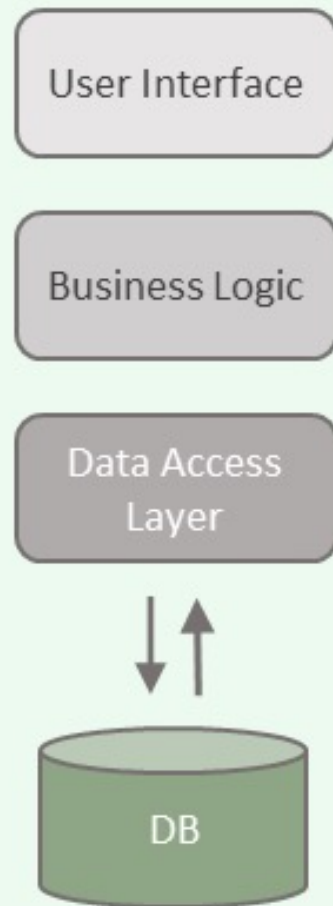 User Interface
Business Logic
Data Access
Layer
DB